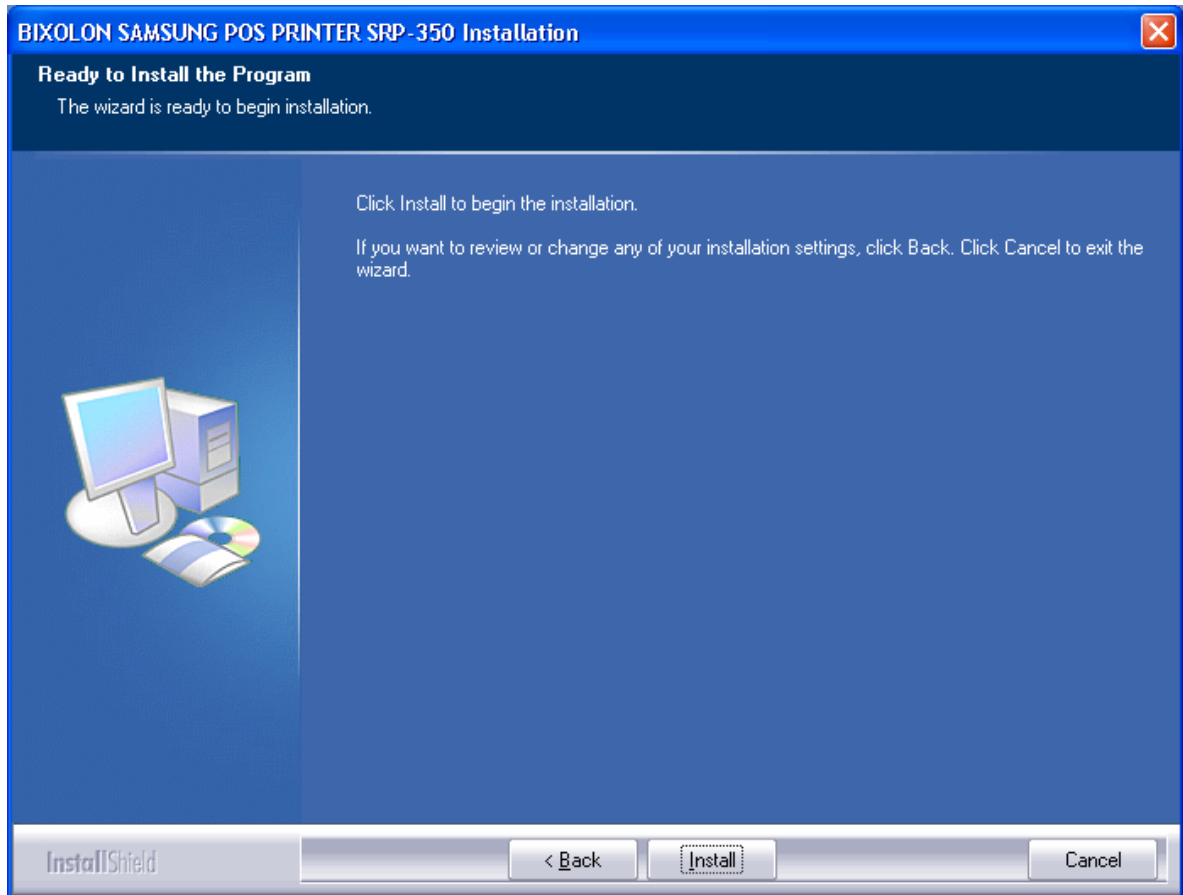 BIXOLON SAMSUNG POS PRINTER SRP-350 Installation
Ready to Install the Program
The wizard is ready to begin installation.
Click Install to begin the installation.
If you want to review or change any of your installation settings, click Back. Click Cancel to exit the
wizard.
InstallShield
< Back
Install
Cancel